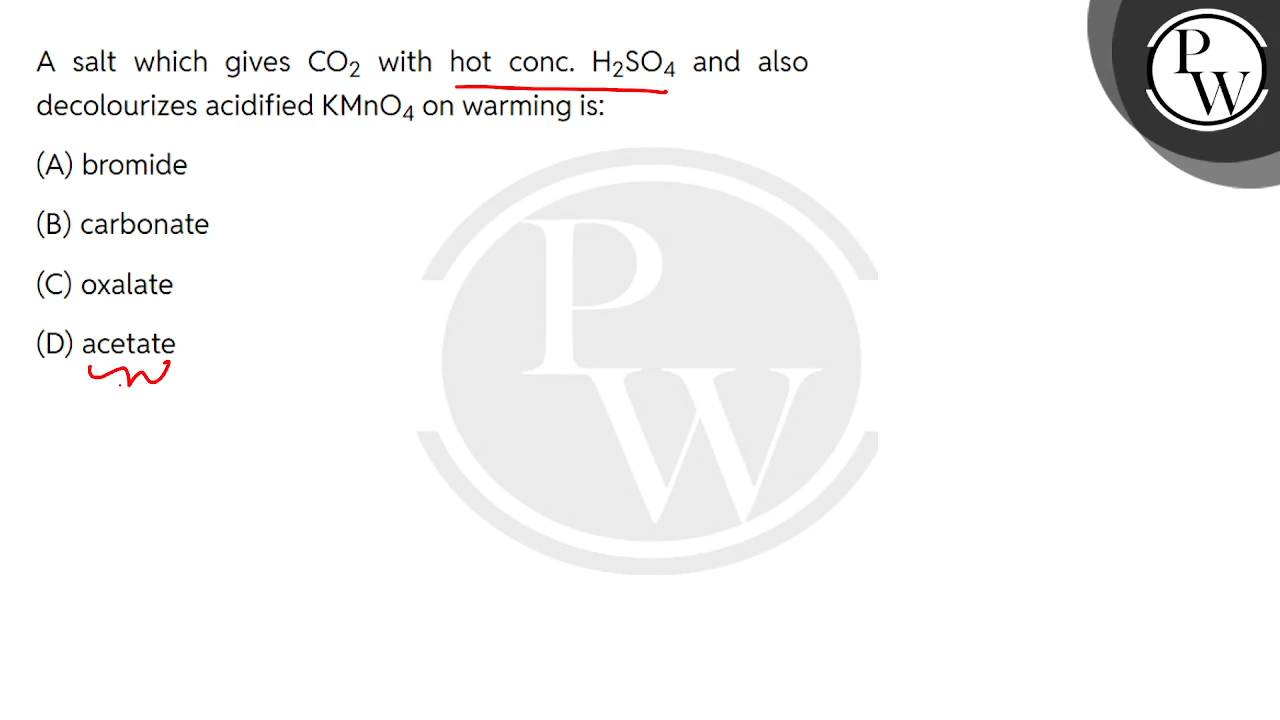 A salt which gives CO₂ with hot conc. H₂SO₄ and also
decolourizes acidified KMnO₄ on warming is:
(A) bromide
(B) carbonate
(C) oxalate
(D) acetate
PW
PW